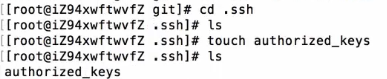 [[root@iZ94xwftwvfZ git]# cd .ssh
[[root@iZ94xwftwvfZ .ssh]# ls
[[root@iZ94xwftwvfZ .ssh]# touch authorized_keys
[[root@iZ94xwftwvfZ .ssh]# ls
authorized_keys